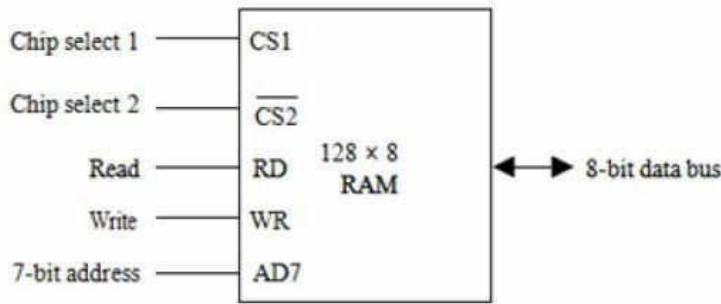 Chip select 1 CS1
Chip select 2 C̅S̅2̅
Read RD 128 × 8
RAM 8-bit data bus
Write WR
7-bit address AD7